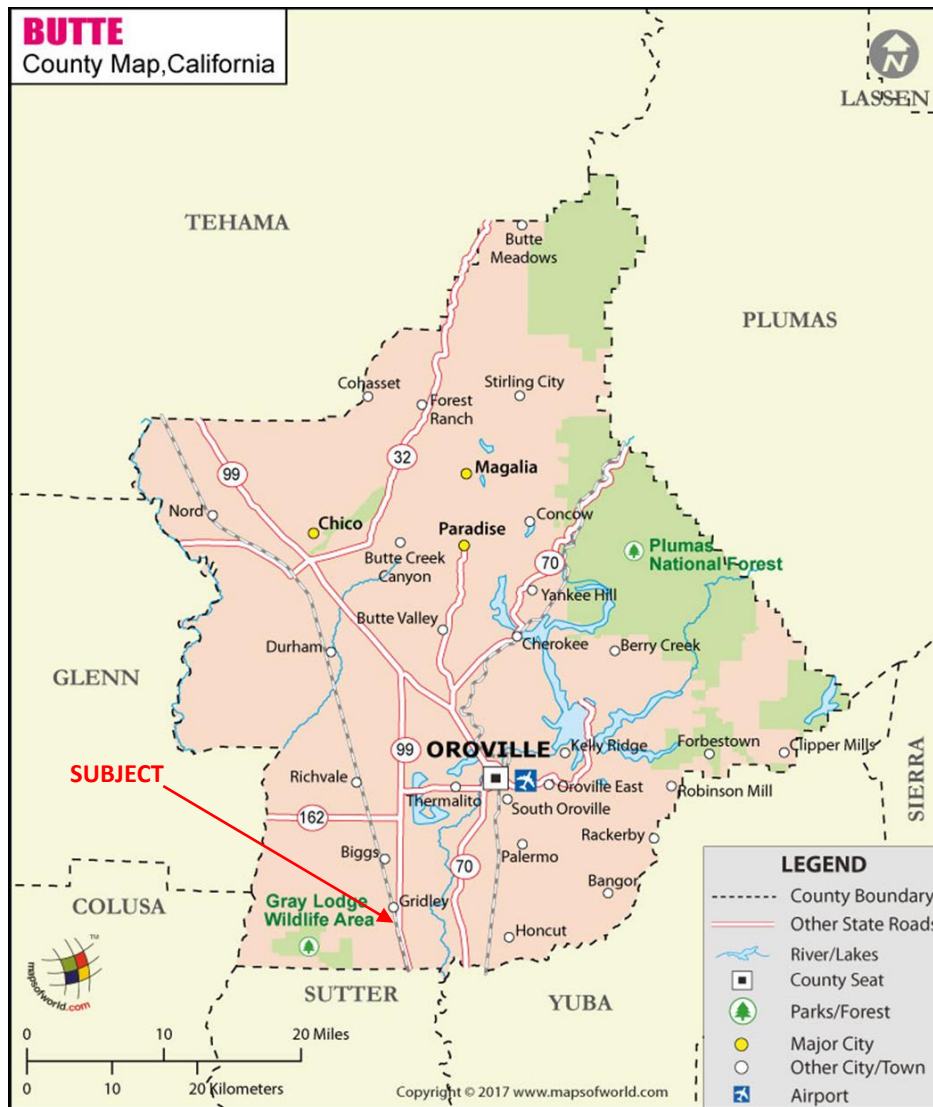 BUTTE
County Map,California
N
LASSEN
TEHAMA
Butte
Meadows
PLUMAS
Cohasset
Stirling City
Forest
Ranch
99
32
Magalia
Nord
Chico
Concow
Paradise
Butte Creek
Canyon
70
Plumas
National Forest
Yankee Hill
Butte Valley
Durham
Cherokee
Berry Creek
GLENN
99
OROVILLE
Kelly Ridge
Forbestown
Clipper Mills
SUBJECT
Richvale
Thermalito
Oroville East
Robinson Mill
South Oroville
SIERRA
162
Rackerby
Biggs
70
Palermo
Bangor
COLUSA
Gray Lodge
Wildlife Area
Gridley
Honcut
SUTTER
YUBA
LEGEND
County Boundary
Other State Roads
River/Lakes
County Seat
Parks/Forest
Major City
Other City/Town
Airport
mapsofworld.com
TM
0 10 20 Miles
0 10 20 Kilometers
Copyright © 2017 www.mapsofworld.com